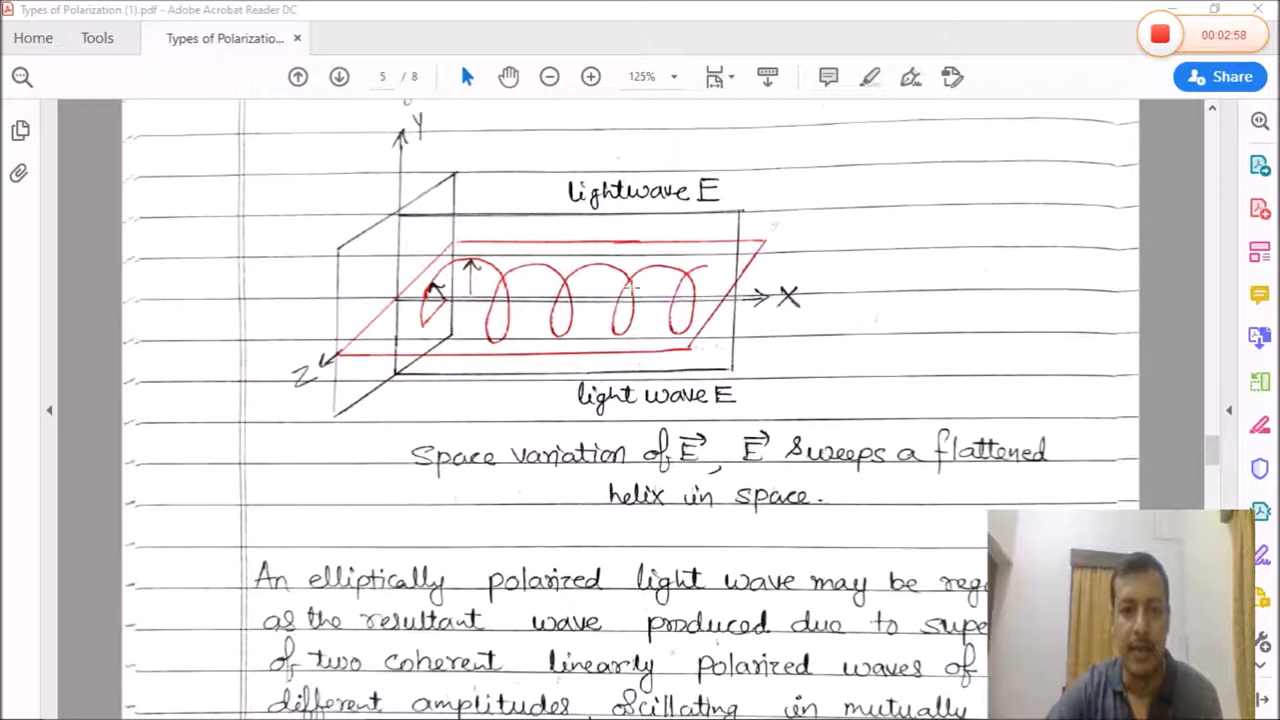 Types of Polarization (1).pdf - Adobe Acrobat Reader DC
Home Tools Types of Polarizatio... ×
00:02:58
5 / 8 125% Share
Y
lightwave E
X
Z
light wave E
Space variation of E⃗, E⃗ Sweeps a flattened
helix in space.
An elliptically polarized light wave may be reg
as the resultant wave produced due to supe
of two coherent linearly polarized waves of
different amplitudes, oscillating in mutually